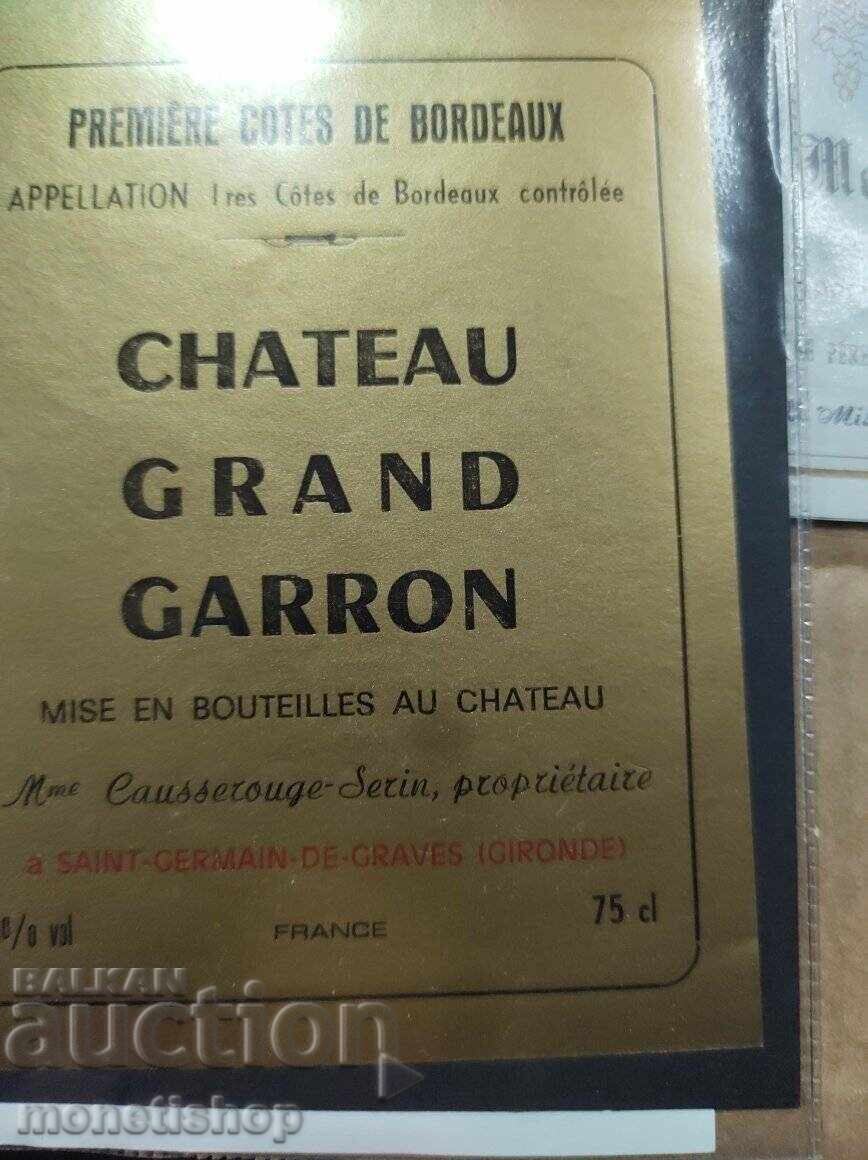 PREMIÈRE COTES DE BORDEAUX
APPELLATION 1res Côtes de Bordeaux contrôlée
CHATEAU
GRAND
GARRON
MISE EN BOUTEILLES AU CHATEAU
Mme Causserouge-Serin, propriétaire
à SAINT-GERMAIN-DE-GRAVES (GIRONDE)
vol
FRANCE
75 cl
BALKAN
auction
monetishop